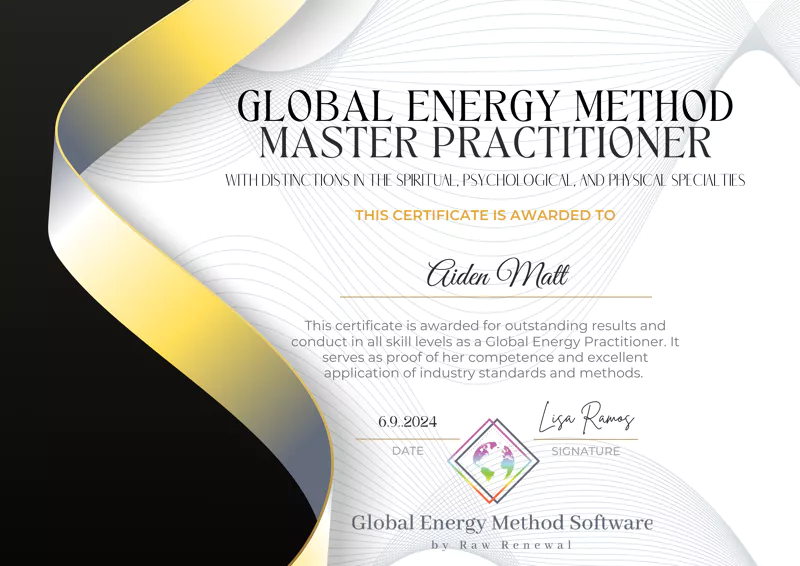 GLOBAL ENERGY METHOD
MASTER PRACTITIONER
WITH DISTINCTIONS IN THE SPIRITUAL, PSYCHOLOGICAL, AND PHYSICAL SPECIALTIES
THIS CERTIFICATE IS AWARDED TO
Aiden Matt
This certificate is awarded for outstanding results and
conduct in all skill levels as a Global Energy Practitioner. It
serves as proof of her competence and excellent
application of industry standards and methods.
6.9..2024
Lisa Ramos
DATE
SIGNATURE
Global Energy Method Software
by Raw Renewal